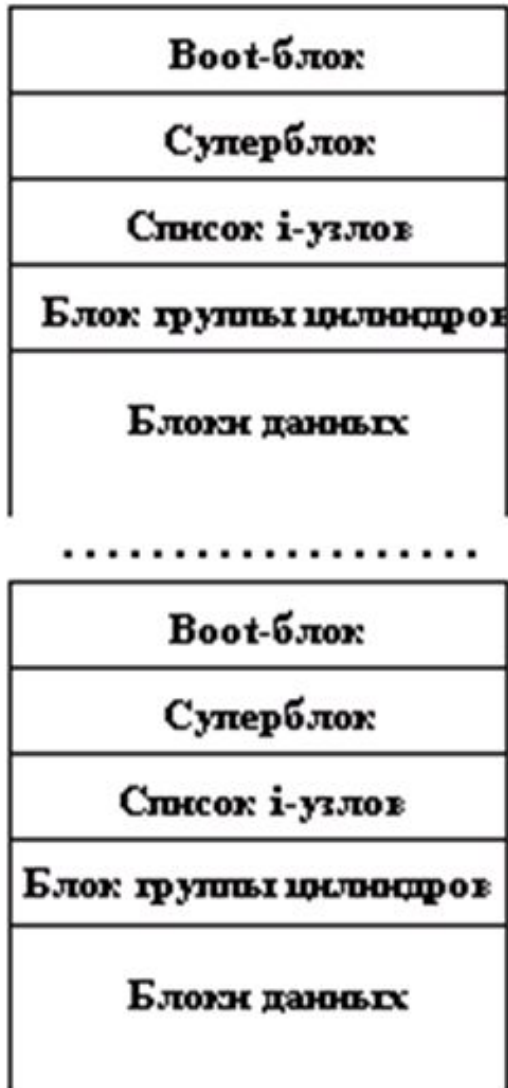 Boot-блок
Суперблок
Список i-узлов
Блок группы цилиндров
Блоки данных
Boot-блок
Суперблок
Список i-узлов
Блок группы цилиндров
Блоки данных